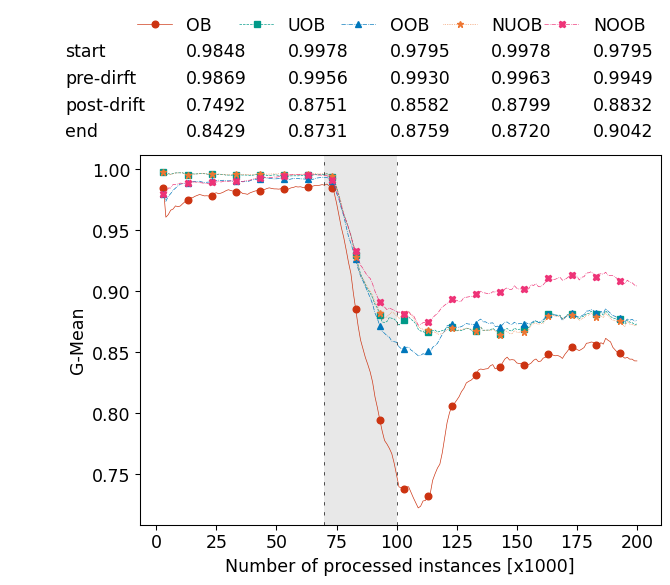 OB UOB OOB NUOB NOOB
start 0.9848 0.9978 0.9795 0.9978 0.9795
pre-dirft 0.9869 0.9956 0.9930 0.9963 0.9949
post-drift 0.7492 0.8751 0.8582 0.8799 0.8832
end 0.8429 0.8731 0.8759 0.8720 0.9042
1.00
0.95
0.90
0.85
0.80
0.75
G-Mean
0 25 50 75 100 125 150 175 200
Number of processed instances [x1000]